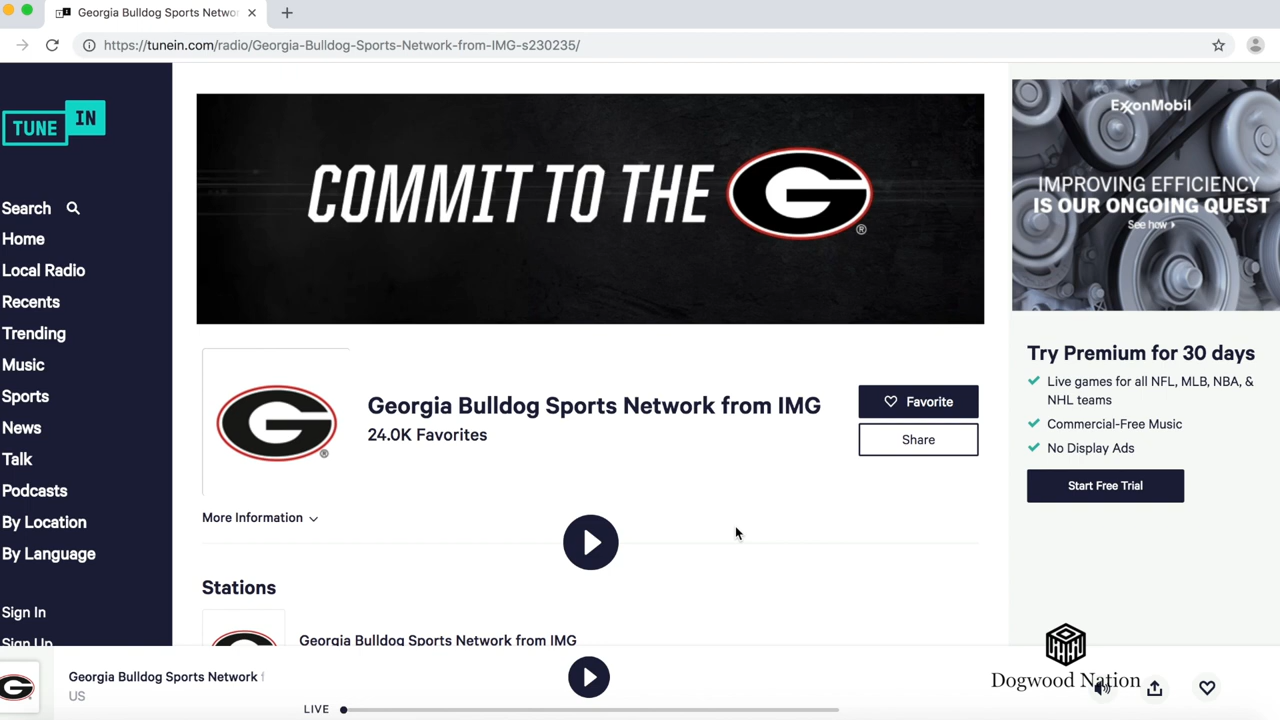 Georgia Bulldog Sports Netwo
https://tunein.com/radio/Georgia-Bulldog-Sports-Network-from-IMG-s230235/
TUNE IN
Search
Home
Local Radio
Recents
Trending
Music
Sports
News
Talk
Podcasts
By Location
By Language
Sign In
Sign Up
COMMIT TO THE G ®
G ®
Georgia Bulldog Sports Network from IMG
24.0K Favorites
Favorite
Share
More Information
Stations
Georgia Bulldog Sports Network from IMG
ExxonMobil
IMPROVING EFFICIENCY
IS OUR ONGOING QUEST
See how
Try Premium for 30 days
Live games for all NFL, MLB, NBA, &
NHL teams
Commercial-Free Music
No Display Ads
Start Free Trial
G
Georgia Bulldog Sports Network
US
LIVE
Dogwood Nation